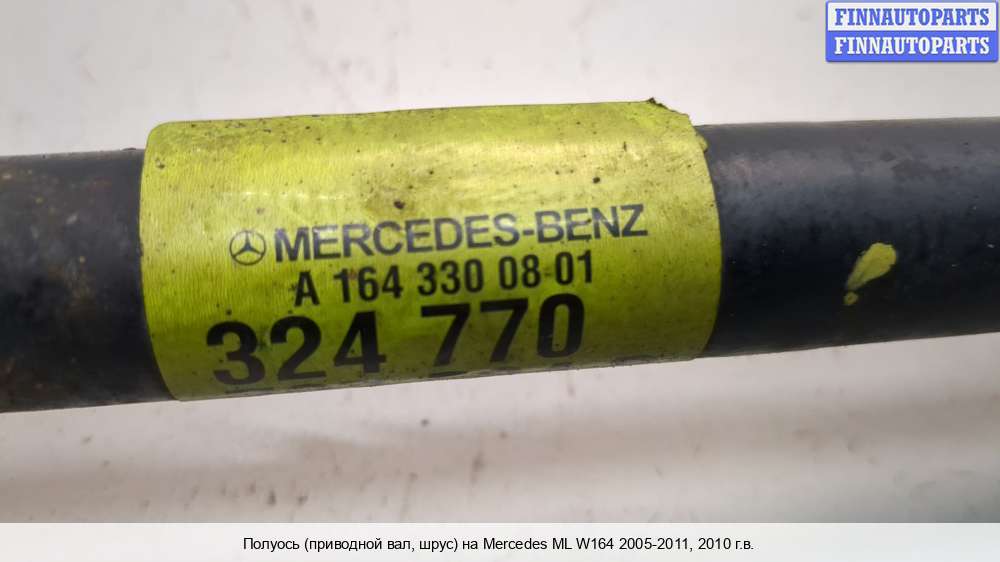 FINNAUTOPARTS
FINNAUTOPARTS
MERCEDES-BENZ
A 164 330 08 01
324 770
Полуось (приводной вал, шрус) на Mercedes ML W164 2005-2011, 2010 г.в.